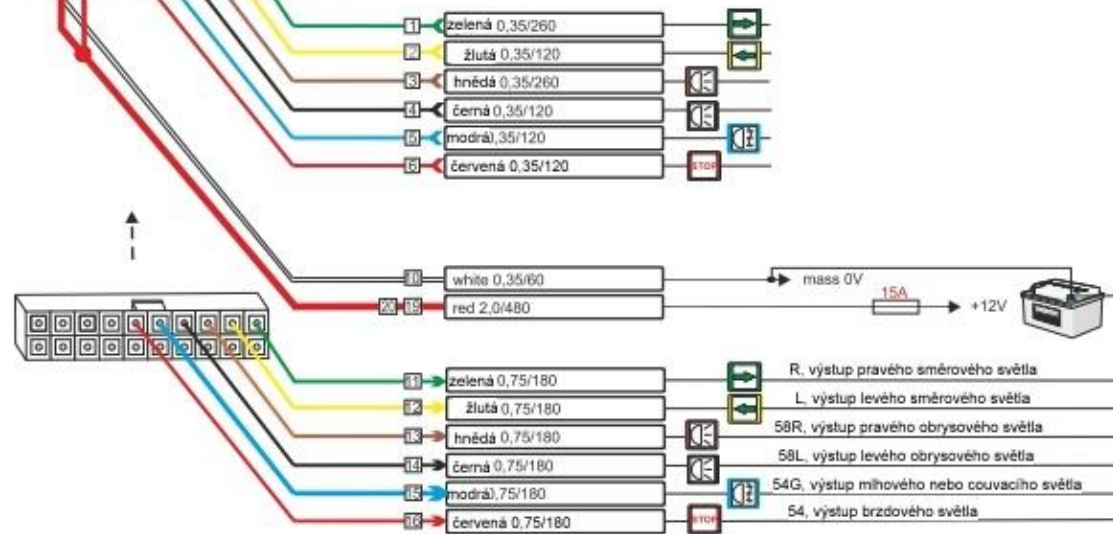 1 zelená 0,35/260
2 žlutá 0,35/120
3 hnědá 0,35/260
4 černá 0,35/120
5 modrá),35/120
6 červená 0,35/120 STOP
10 white 0,35/60 mass 0V
20 19 red 2,0/480 15A +12V
11 zelená 0,75/180 R, výstup pravého směrového světla
12 žlutá 0,75/180 L, výstup levého směrového světla
13 hnědá 0,75/180 58R, výstup pravého obrysového světla
14 černá 0,75/180 58L, výstup levého obrysového světla
15 modrá),75/180 54G, výstup mlhového nebo couvacího světla
16 červená 0,75/180 STOP 54, výstup brzdového světla